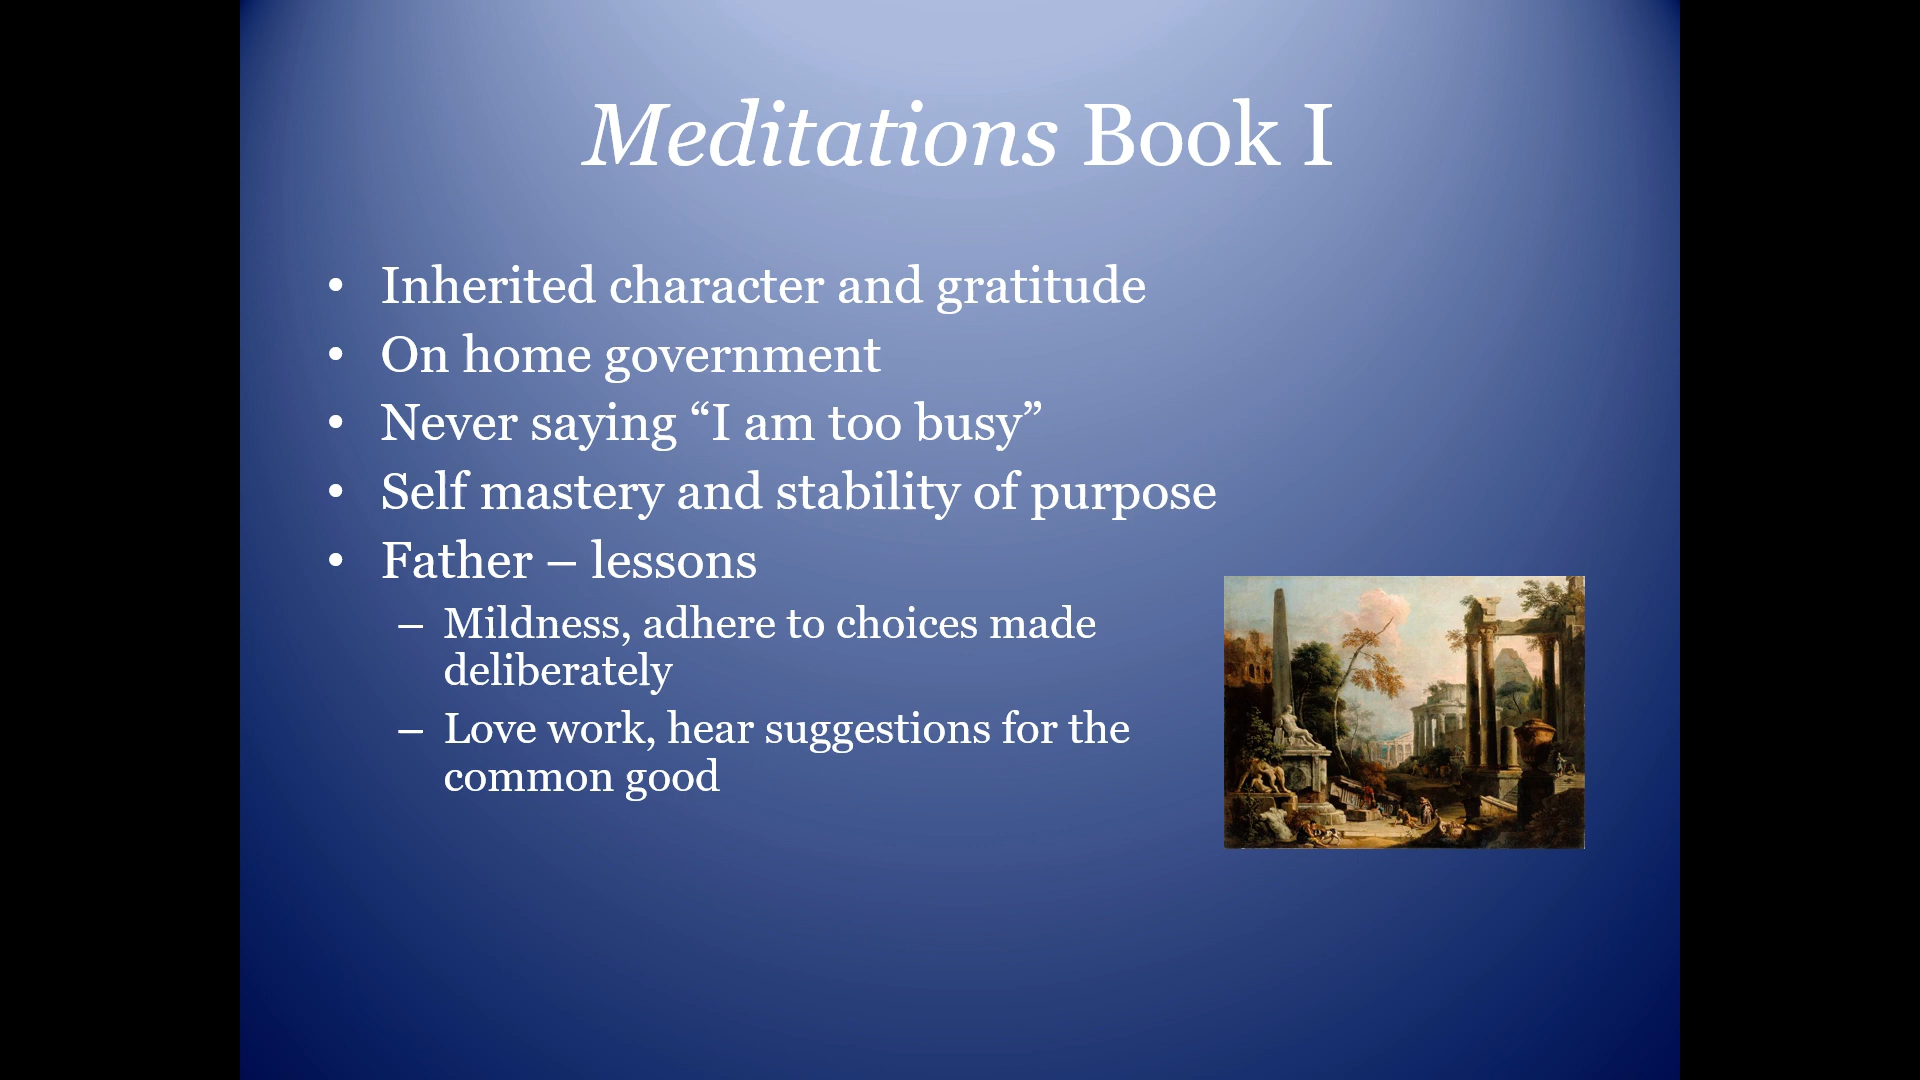 Meditations Book I
• Inherited character and gratitude
• On home government
• Never saying “I am too busy”
• Self mastery and stability of purpose
• Father – lessons
– Mildness, adhere to choices made
deliberately
– Love work, hear suggestions for the
common good